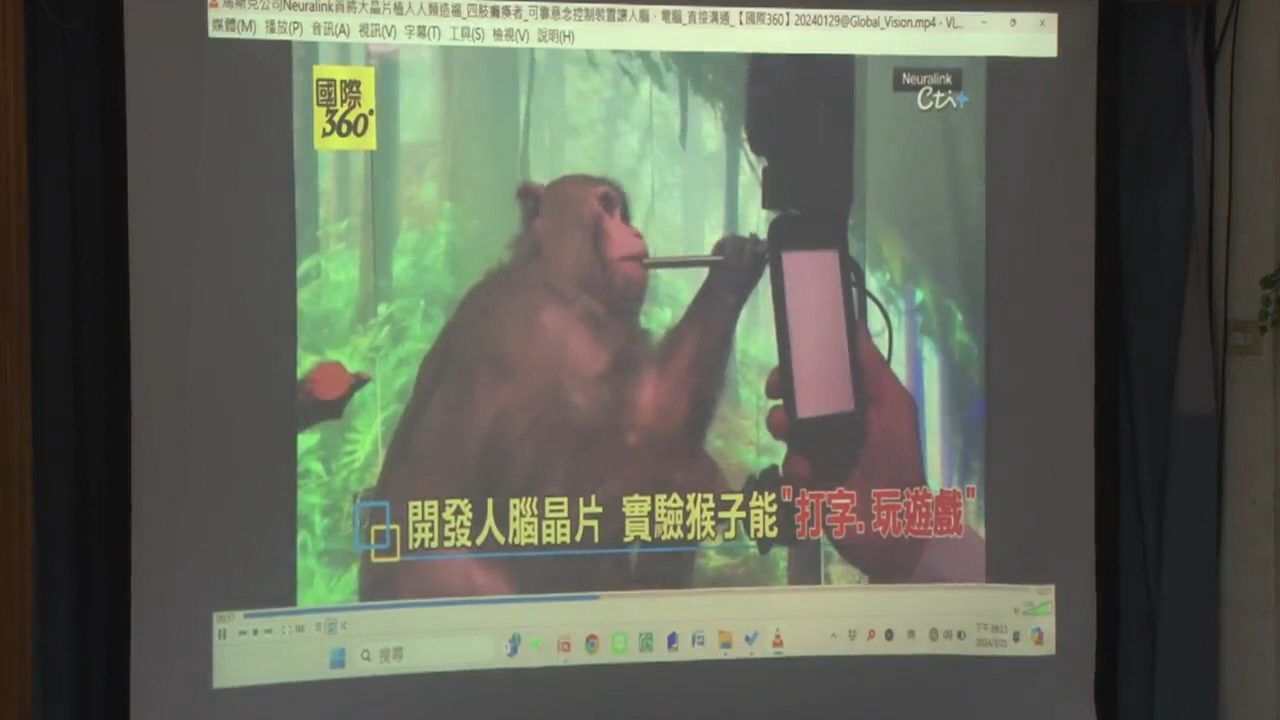 馬斯克公司Neuralink首將大晶片植入人類造福_四肢癱瘓者_可靠意念控制裝置讓人腦、電腦_直接溝通_【國際360】20240129@Global_Vision.mp4 - VL...
媒體(M) 播放(P) 音訊(A) 視訊(V) 字幕(T) 工具(S) 檢視(V) 說明(H)
國際
360°
Neuralink
Cti+
開發人腦晶片 實驗猴子能"打字.玩遊戲"
搜尋